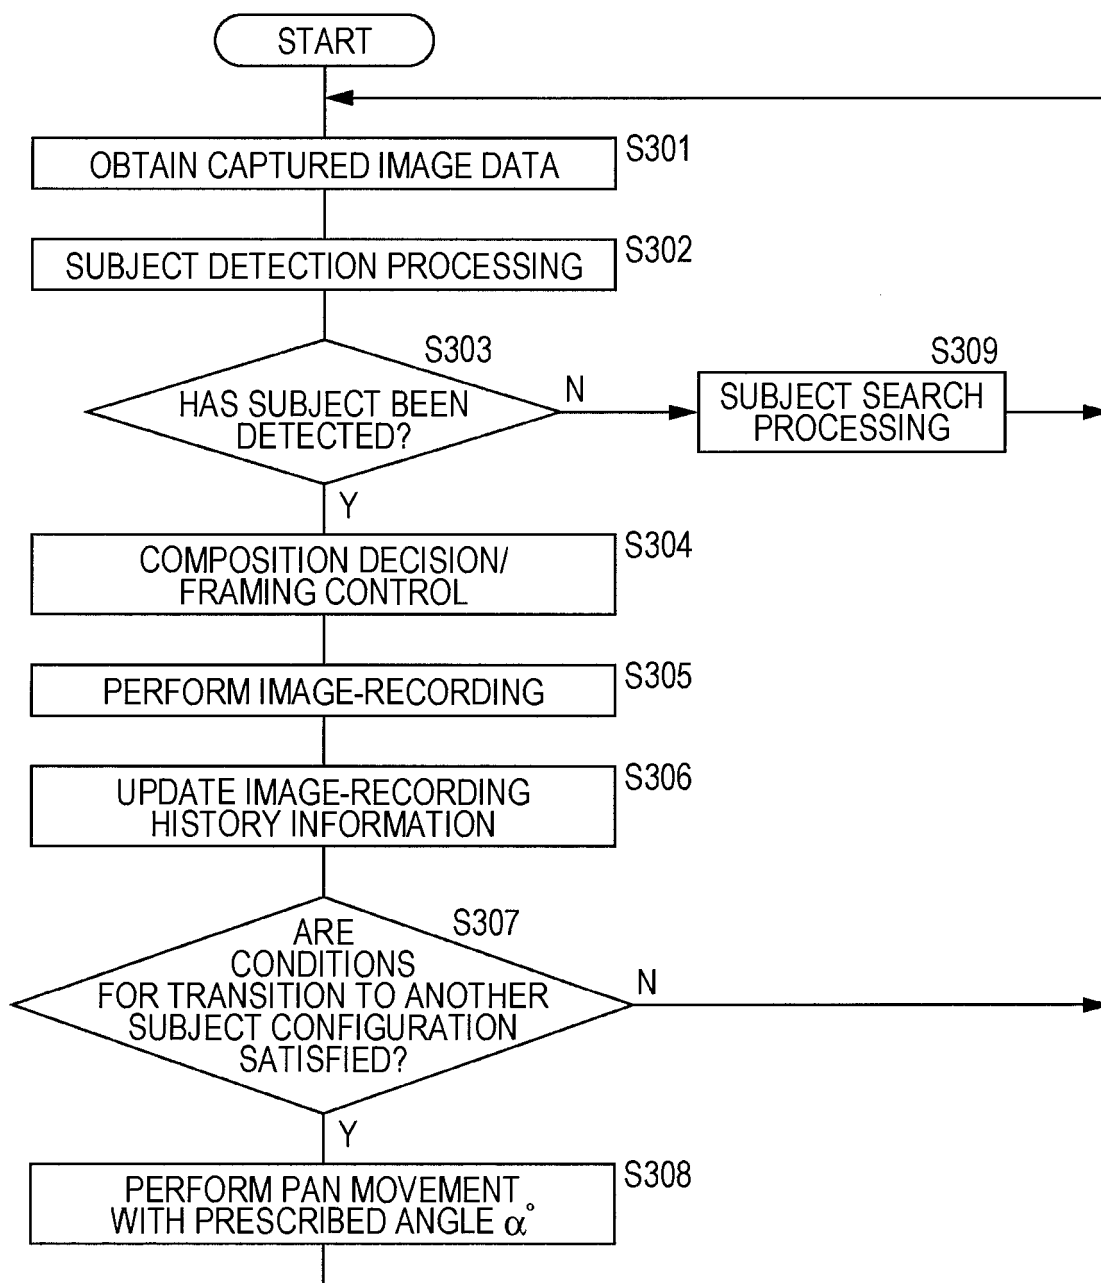 START
OBTAIN CAPTURED IMAGE DATA
S301
SUBJECT DETECTION PROCESSING
S302
S303
HAS SUBJECT BEEN
DETECTED?
N
S309
SUBJECT SEARCH
PROCESSING
Y
COMPOSITION DECISION/
FRAMING CONTROL
S304
PERFORM IMAGE-RECORDING
S305
UPDATE IMAGE-RECORDING
HISTORY INFORMATION
S306
S307
ARE
CONDITIONS
FOR TRANSITION TO ANOTHER
SUBJECT CONFIGURATION
SATISFIED?
N
Y
PERFORM PAN MOVEMENT
WITH PRESCRIBED ANGLE α°
S308